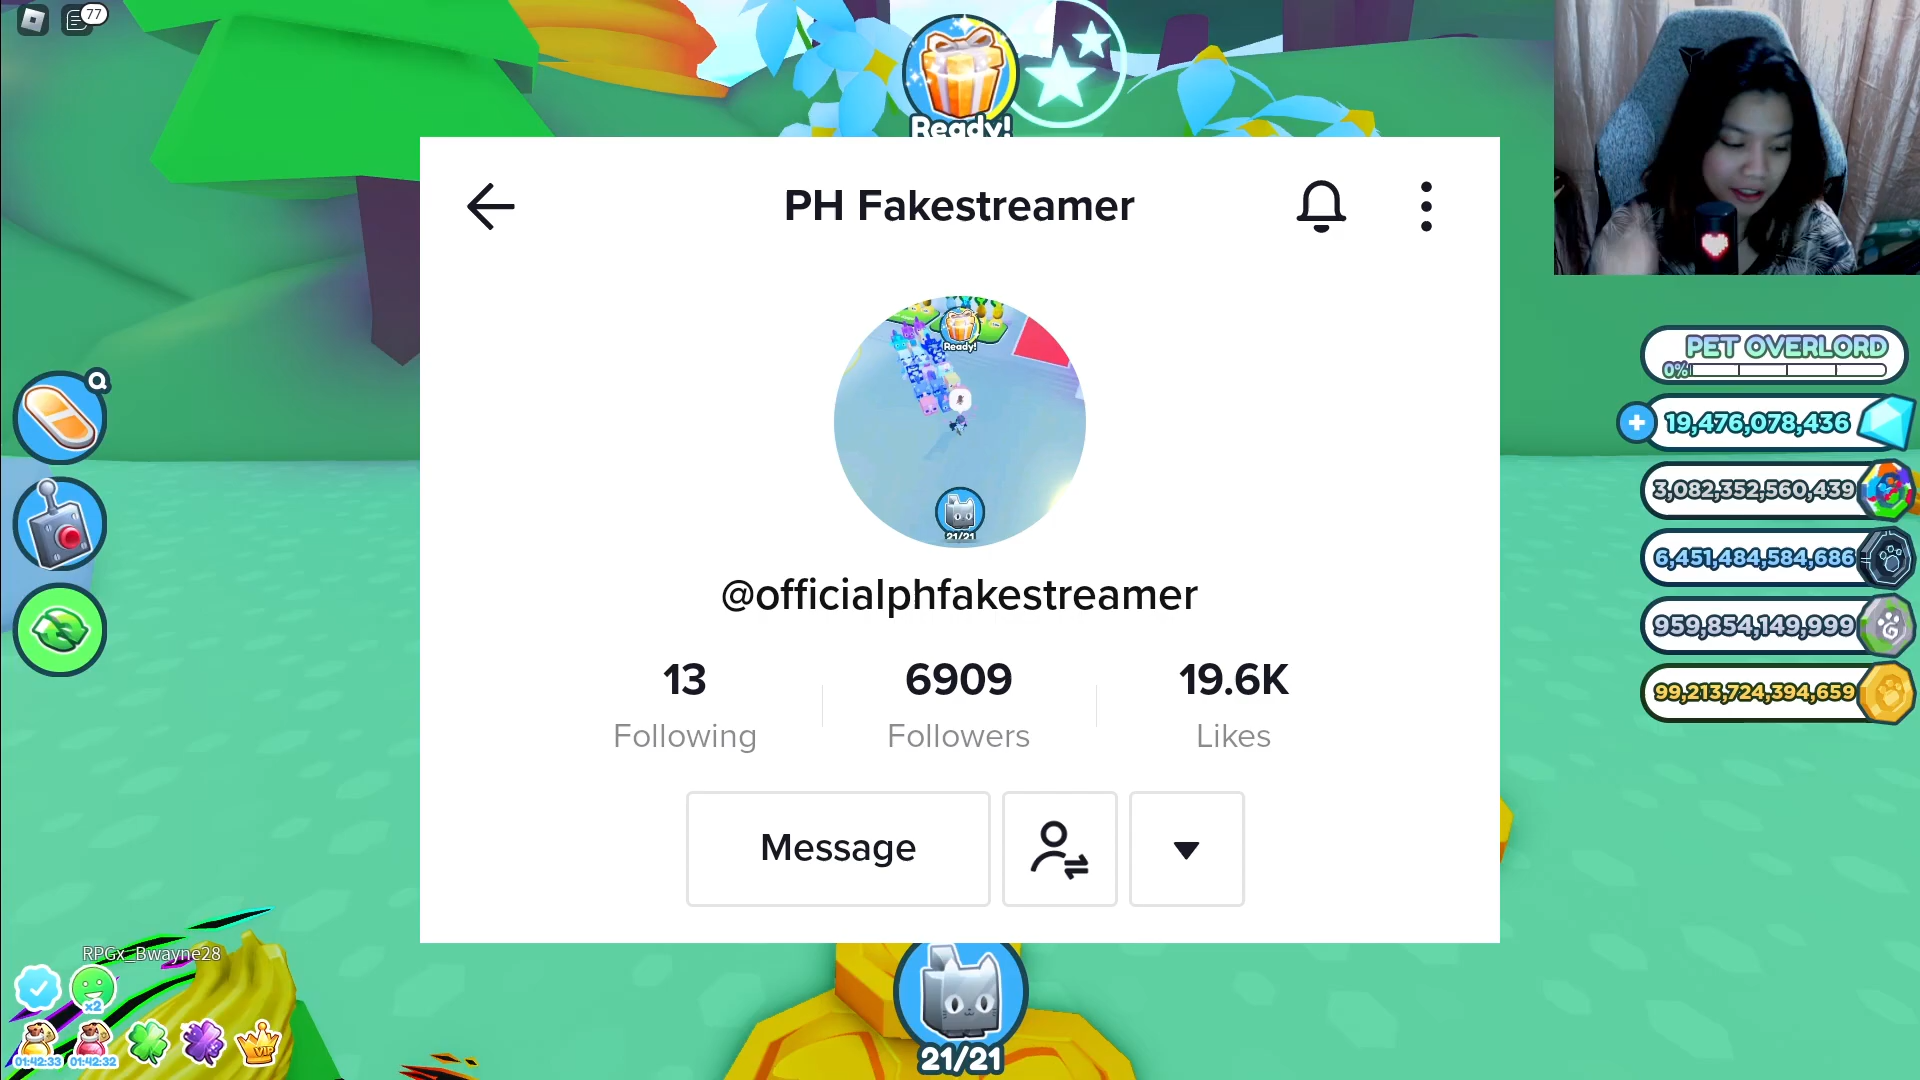 77
Ready!
PH Fakestreamer
Ready!
21/21
@officialphfakestreamer
13
Following
6909
Followers
19.6K
Likes
Message
PET OVERLORD
0%
19,476,078,436
3,082,352,560,439
6,451,484,584,686
959,854,149,999
99,213,724,394,659
RPGx_Bwayne28
x2
01:42:33
01:42:32
VIP
21/21